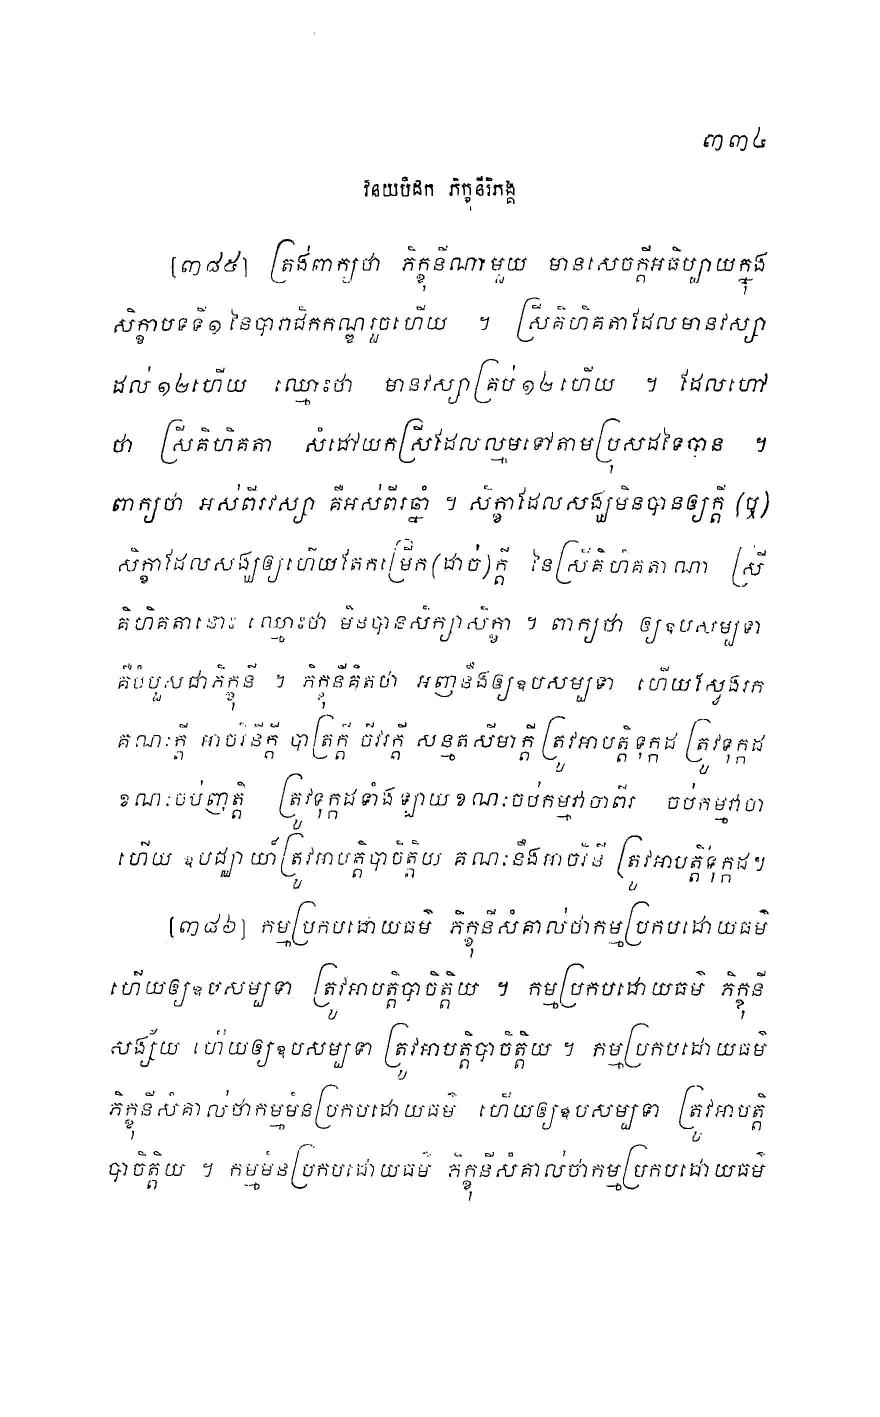 ៣៣៤
វិនយបិដក ភិក្ខុនីវិភង្គ
[៣៨៥] ត្រង់ពាក្យថា ភិក្ខុនីណាមួយ មានសេចក្តីអធិប្បាយក្នុង
សិក្ខាបទទី១ នៃបារាជិកកណ្ឌរួចហើយ ។ ស្រីគិហិគតាដែលមានវស្សា
ដល់១២ហើយ ឈ្មោះថា មានវស្សាគ្រប់១២ហើយ ។ ដែលហៅ
ថា ស្រីគិហិគតា សំដៅយកស្រីដែលល្មមទៅតាមប្រុសដទៃបាន ។
ពាក្យថា អស់ពីរវស្សា គឺអស់ពីរឆ្នាំ ។ សិក្ខាដែលសង្ឃមិនបានឲ្យក្តី (ឬ)
សិក្ខាដែលសង្ឃឲ្យហើយតែកម្រើក(ដាច់)ក្តី នៃស្រីគិហិគតាណា ស្រី
គិហិគតានោះ ឈ្មោះថា មិនបានសិក្សាសិក្ខា ។ ពាក្យថា ឲ្យឧបសម្បទា
គឺបំបួសជាភិក្ខុនី ។ ភិក្ខុនីគិតថា អញនឹងឲ្យឧបសម្បទា ហើយស្វែងរក
គណៈក្តី អាចរិនីក្តី បាត្រក្តី ចីវរក្តី សន្មតសីមាក្តី ត្រូវអាបត្តិទុក្កដ ត្រូវទុក្កដ
ខណៈចប់ញត្តិ ត្រូវទុក្កដទាំងឡាយខណៈចប់កម្មវាចាពីរ ចប់កម្មវាចា
ហើយ ឧបជ្ឈាយ៍ត្រូវអាបត្តិបាចិត្តិយ គណៈនឹងអាចរិនី ត្រូវអាបត្តិទុក្កដ។
[៣៨៦] កម្មប្រកបដោយធម៌ ភិក្ខុនីសំគាល់ថាកម្មប្រកបដោយធម៌
ហើយឲ្យឧបសម្បទា ត្រូវអាបត្តិបាចិត្តិយ ។ កម្មប្រកបដោយធម៌ ភិក្ខុនី
សង្ស័យ ហើយឲ្យឧបសម្បទា ត្រូវអាបត្តិបាចិត្តិយ ។ កម្មប្រកបដោយធម៌
ភិក្ខុនីសំគាល់ថាកម្មមិនប្រកបដោយធម៌ ហើយឲ្យឧបសម្បទា ត្រូវអាបត្តិ
បាចិត្តិយ ។ កម្មមិនប្រកបដោយធម៌ ភិក្ខុនីសំគាល់ថាកម្មប្រកបដោយធម៌